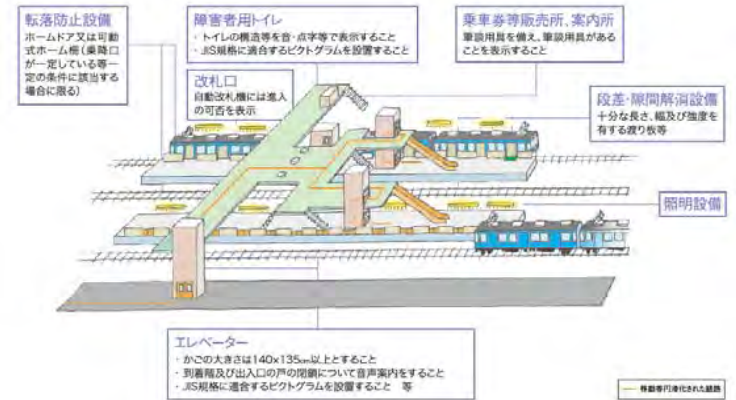 転落防止設備
ホームドア又は可動
式ホーム柵(乗降口
が一定している等一
定の条件に該当する
場合に限る)
障害者用トイレ
・トイレの構造等を音・点字等で表示すること
・JIS規格に適合するピクトグラムを設置すること
乗車券等販売所、案内所
筆談用具を備え、筆談用具がある
ことを表示すること
改札口
自動改札機には進入
の可否を表示
段差・隙間解消設備
十分な長さ、幅及び強度を
有する渡り板等
照明設備
エレベーター
・かごの大きさは140×135cm以上とすること
・到着階及び出入口の戸の閉鎖について音声案内をすること
・JIS規格に適合するピクトグラムを設置すること 等
移動等円滑化された経路